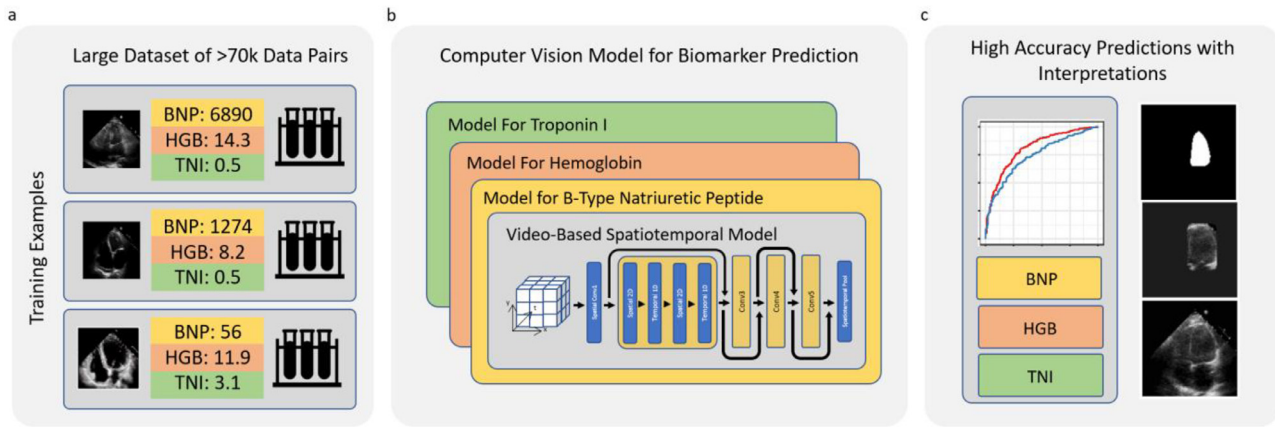 a
Large Dataset of >70k Data Pairs
Training Examples
BNP: 6890
HGB: 14.3
TNI: 0.5
BNP: 1274
HGB: 8.2
TNI: 0.5
BNP: 56
HGB: 11.9
TNI: 3.1
b
Computer Vision Model for Biomarker Prediction
Model For Troponin I
Model For Hemoglobin
Model for B-Type Natriuretic Peptide
Video-Based Spatiotemporal Model
Spatial Conv1
Spatial 2D
Temporal 1D
Spatial 2D
Temporal 1D
Conv3
Conv4
Conv5
Spatiotemporal Pool
c
High Accuracy Predictions with
Interpretations
BNP
HGB
TNI